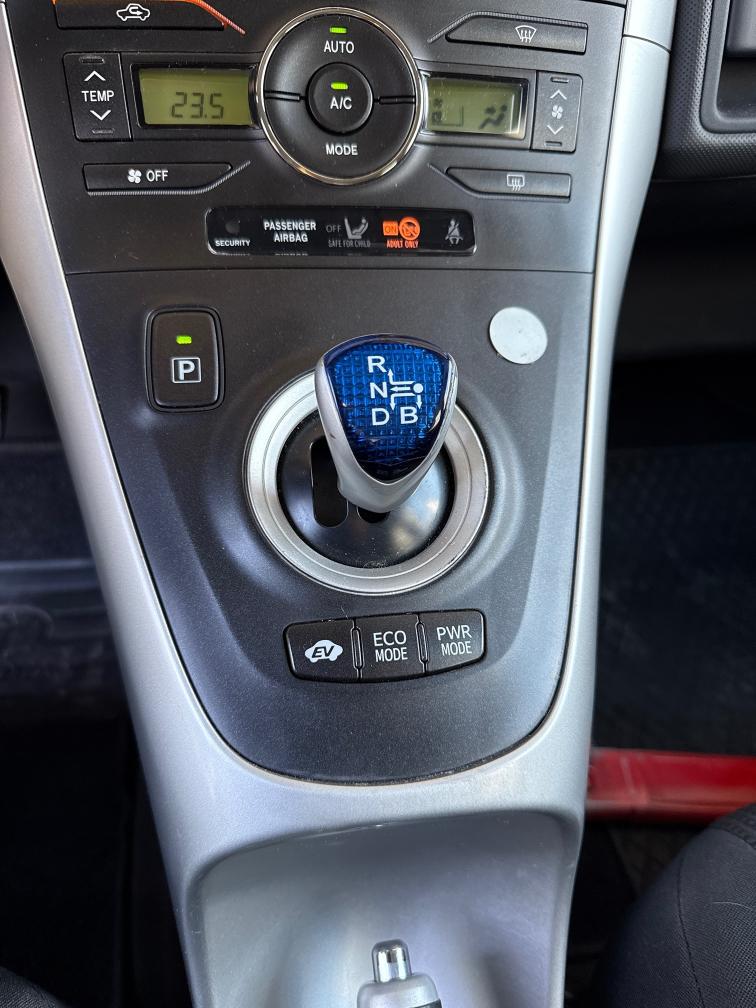 AUTO
TEMP
23.5
A/C
MODE
OFF
SECURITY
PASSENGER
AIRBAG
OFF
SAFE FOR CHILD
ON
ADULT ONLY
P
R
N
D B
EV
ECO
MODE
PWR
MODE